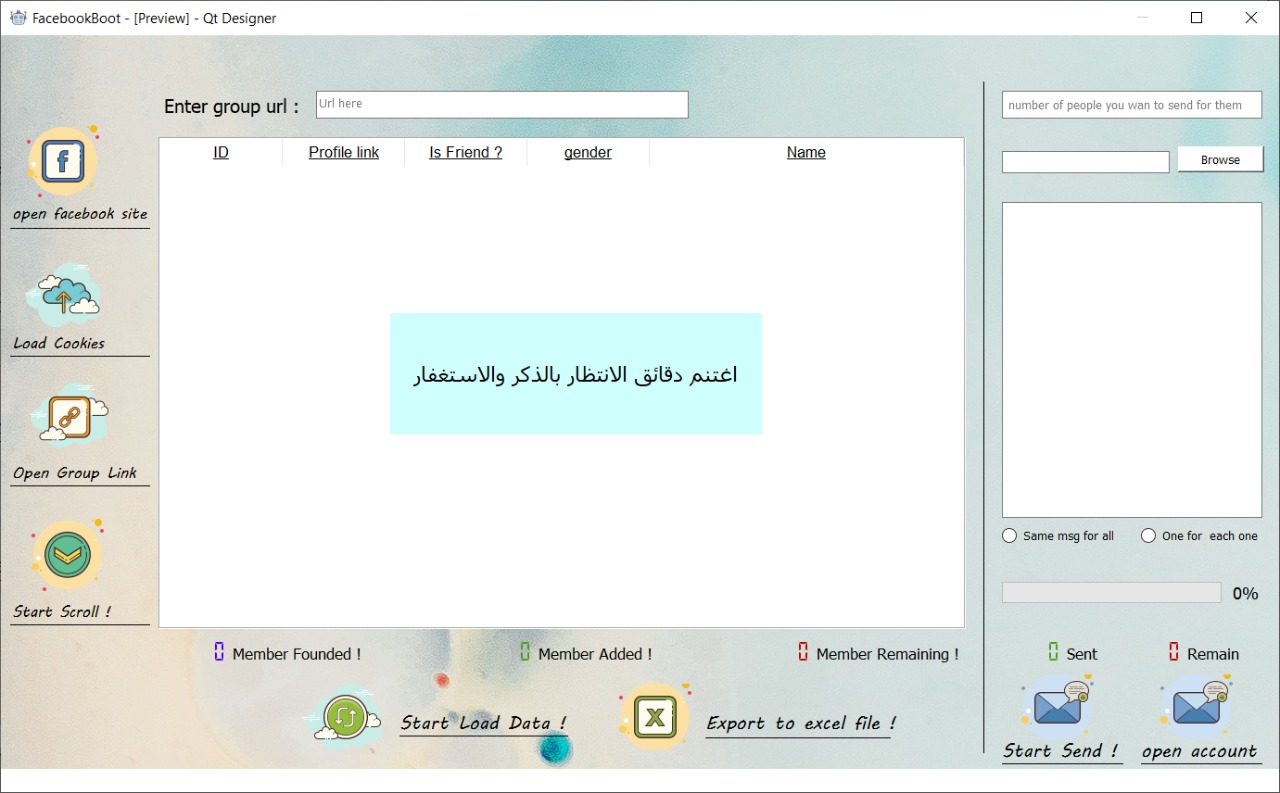 FacebookBoot - [Preview] - Qt Designer
Enter group url :
Url here
number of people you wan to send for them
Browse
ID Profile link Is Friend ? gender Name
open facebook site
Load Cookies
Open Group Link
Start Scroll !
اغتنم دقائق الانتظار بالذكر والاستغفار
Same msg for all One for each one
0%
0 Member Founded ! 0 Member Added ! 0 Member Remaining !
0 Sent 0 Remain
Start Load Data ! Export to excel file !
Start Send ! open account